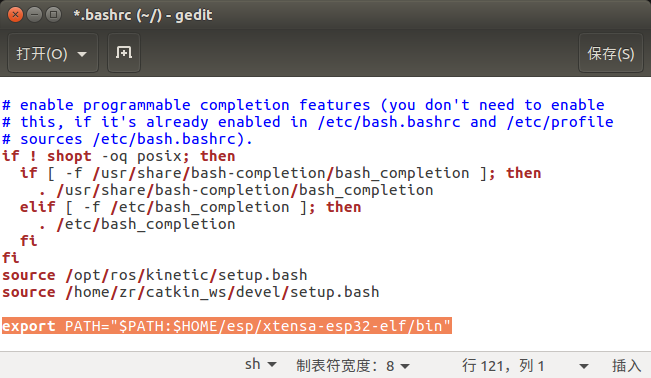 *.bashrc (~/) - gedit
打开(O)
保存(S)
# enable programmable completion features (you don't need to enable
# this, if it's already enabled in /etc/bash.bashrc and /etc/profile
# sources /etc/bash.bashrc).
if ! shopt -oq posix; then
  if [ -f /usr/share/bash-completion/bash_completion ]; then
    . /usr/share/bash-completion/bash_completion
  elif [ -f /etc/bash_completion ]; then
    . /etc/bash_completion
  fi
fi
source /opt/ros/kinetic/setup.bash
source /home/zr/catkin_ws/devel/setup.bash
export PATH="$PATH:$HOME/esp/xtensa-esp32-elf/bin"
sh 制表符宽度：8 行 121，列 1 插入